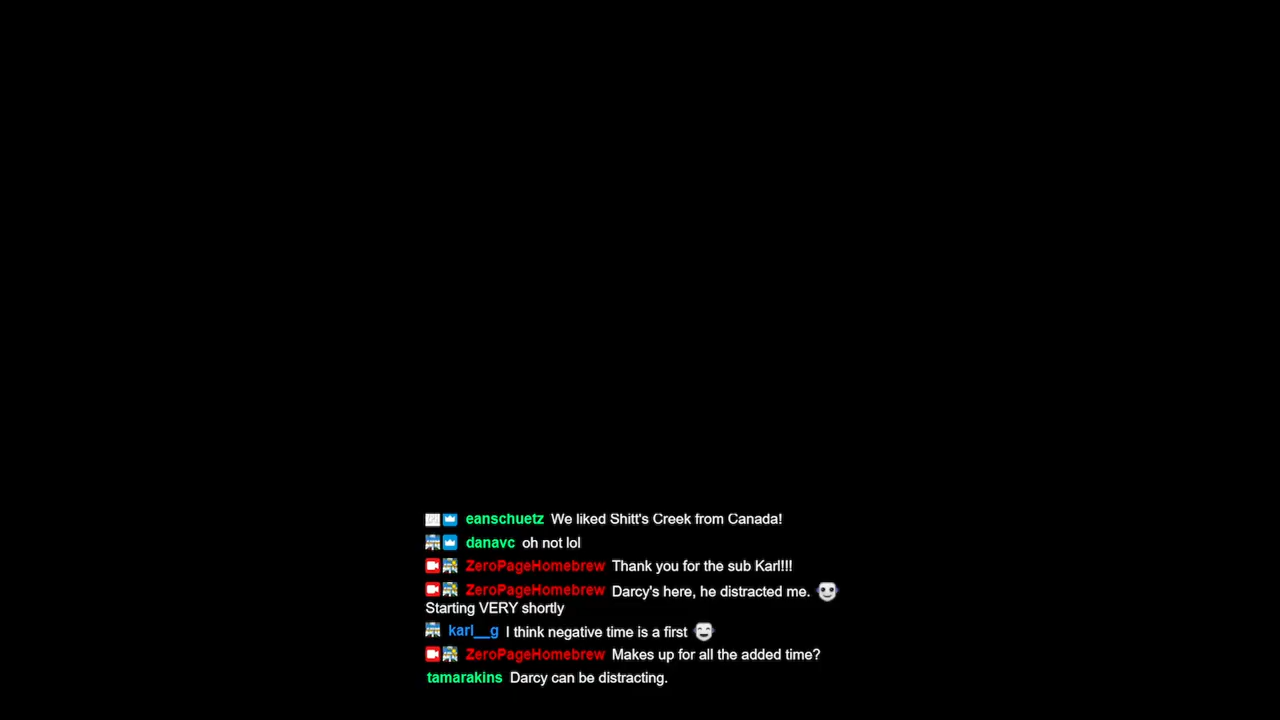 eanschuetz We liked Shitt's Creek from Canada!
danavc oh not lol
ZeroPageHomebrew Thank you for the sub Karl!!!
ZeroPageHomebrew Darcy's here, he distracted me.
Starting VERY shortly
karl__g I think negative time is a first
ZeroPageHomebrew Makes up for all the added time?
tamarakins Darcy can be distracting.